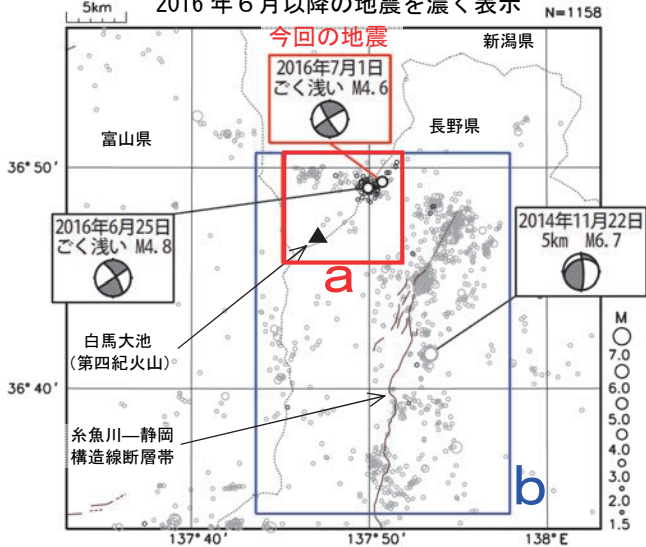 2016年6月以降の地震を濃く表示
5km
N=1158
今回の地震
新潟県
2016年7月1日
ごく浅い M4.6
富山県
長野県
36°50'
2016年6月25日
ごく浅い M4.8
2014年11月22日
5km M6.7
a
白馬大池
(第四紀火山)
M
7.0
6.0
5.0
4.0
3.0
2.0
1.5
36°40'
糸魚川―静岡
構造線断層帯
b
137°40'
137°50'
138°E